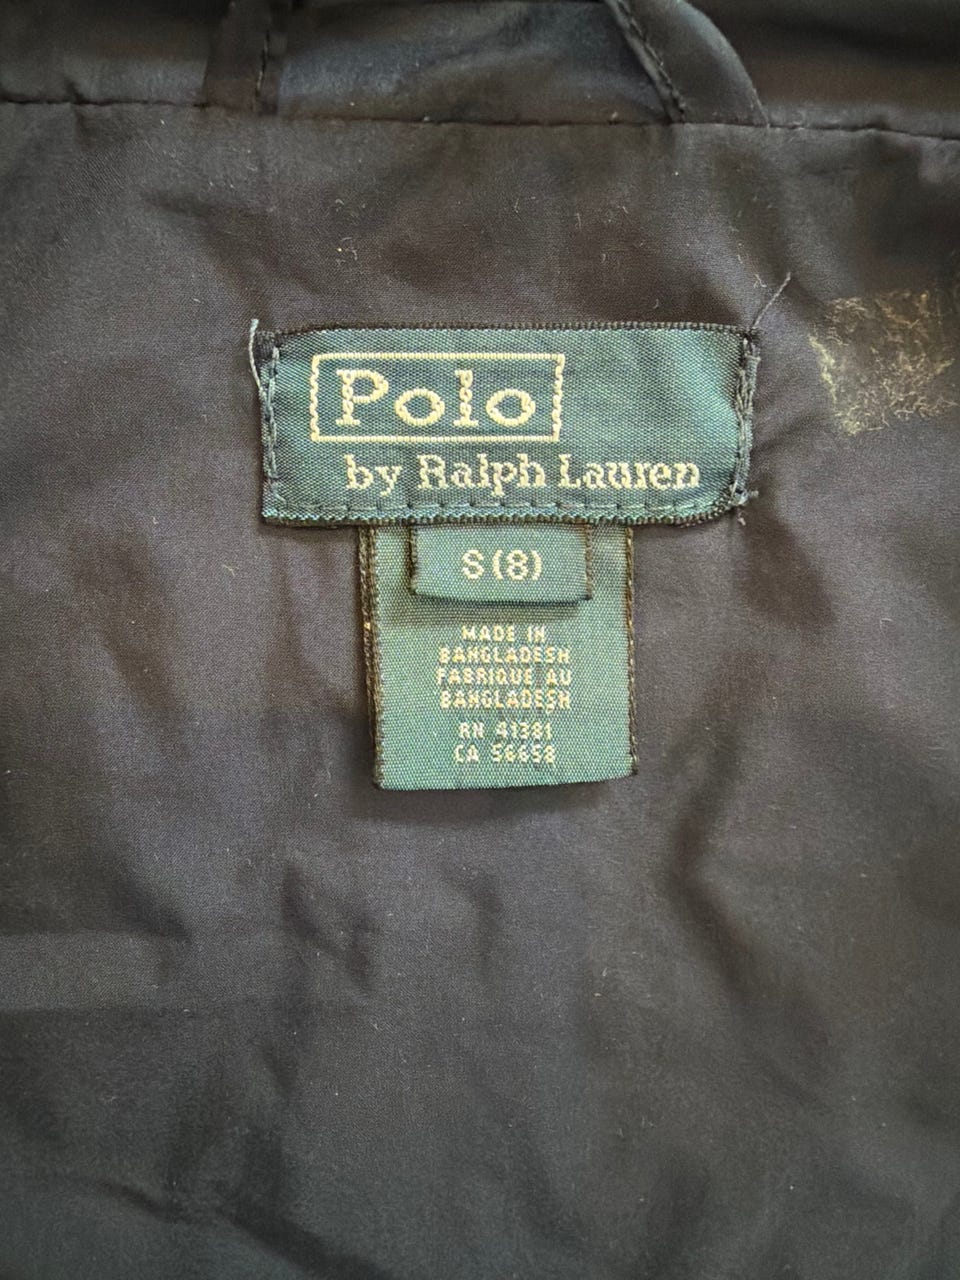 Polo
by Ralph Lauren
S (8)
MADE IN
BANGLADESH
FABRIQUE AU
BANGLADESH
RN 41381
CA 56658